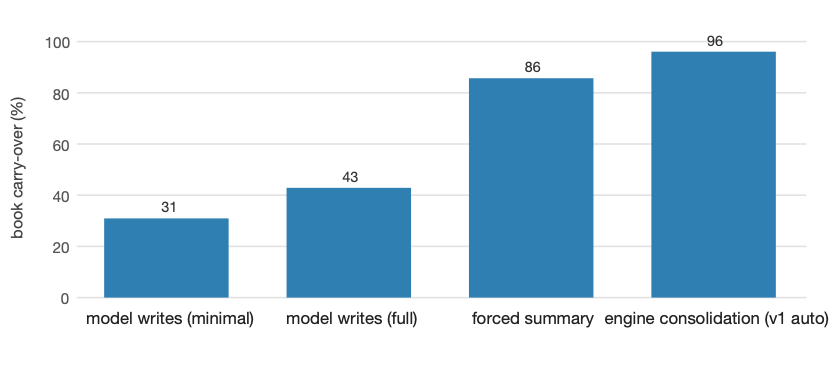 100
80
60
40
20
0
book carry-over (%)
31
43
86
96
model writes (minimal)
model writes (full)
forced summary
engine consolidation (v1 auto)